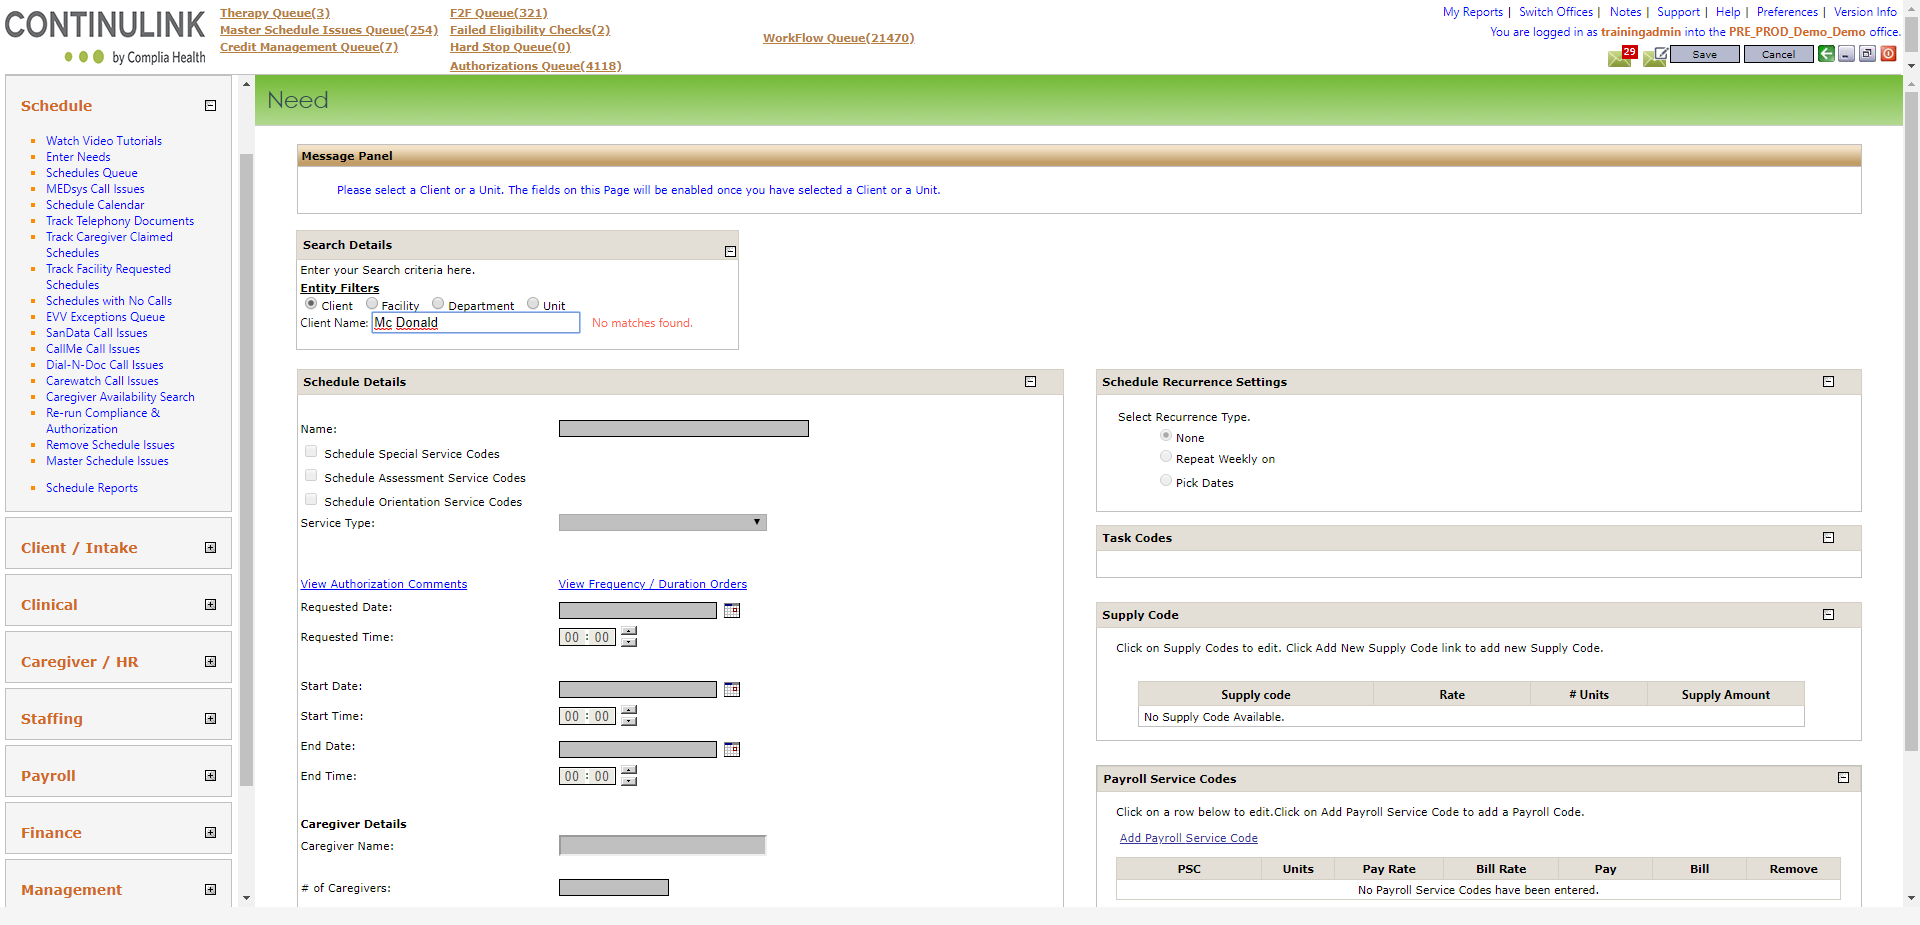 CONTINULINK
by Complia Health
Therapy Queue(3)
Master Schedule Issues Queue(254)
Credit Management Queue(7)
F2F Queue(321)
Failed Eligibility Checks(2)
Hard Stop Queue(0)
Authorizations Queue(4118)
WorkFlow Queue(21470)
My Reports | Switch Offices | Notes | Support | Help | Preferences | Version Info
You are logged in as trainingadmin into the PRE_PROD_Demo_Demo office.
29
Save
Cancel
Schedule
Watch Video Tutorials
Enter Needs
Schedules Queue
MEDsys Call Issues
Schedule Calendar
Track Telephony Documents
Track Caregiver Claimed
Schedules
Track Facility Requested
Schedules
Schedules with No Calls
EVV Exceptions Queue
SanData Call Issues
CallMe Call Issues
Dial-N-Doc Call Issues
Carewatch Call Issues
Caregiver Availability Search
Re-run Compliance &
Authorization
Remove Schedule Issues
Master Schedule Issues
Schedule Reports
Client / Intake
Clinical
Caregiver / HR
Staffing
Payroll
Finance
Management
Need
Message Panel
Please select a Client or a Unit. The fields on this Page will be enabled once you have selected a Client or a Unit.
Search Details
Enter your Search criteria here.
Entity Filters
Client Facility Department Unit
Client Name: Mc Donald No matches found.
Schedule Details
Name:
Schedule Special Service Codes
Schedule Assessment Service Codes
Schedule Orientation Service Codes
Service Type:
View Authorization Comments View Frequency / Duration Orders
Requested Date:
Requested Time: 00 : 00
Start Date:
Start Time: 00 : 00
End Date:
End Time: 00 : 00
Caregiver Details
Caregiver Name:
# of Caregivers:
Schedule Recurrence Settings
Select Recurrence Type.
None
Repeat Weekly on
Pick Dates
Task Codes
Supply Code
Click on Supply Codes to edit. Click Add New Supply Code link to add new Supply Code.
Supply code Rate # Units Supply Amount
No Supply Code Available.
Payroll Service Codes
Click on a row below to edit.Click on Add Payroll Service Code to add a Payroll Code.
Add Payroll Service Code
PSC Units Pay Rate Bill Rate Pay Bill Remove
No Payroll Service Codes have been entered.